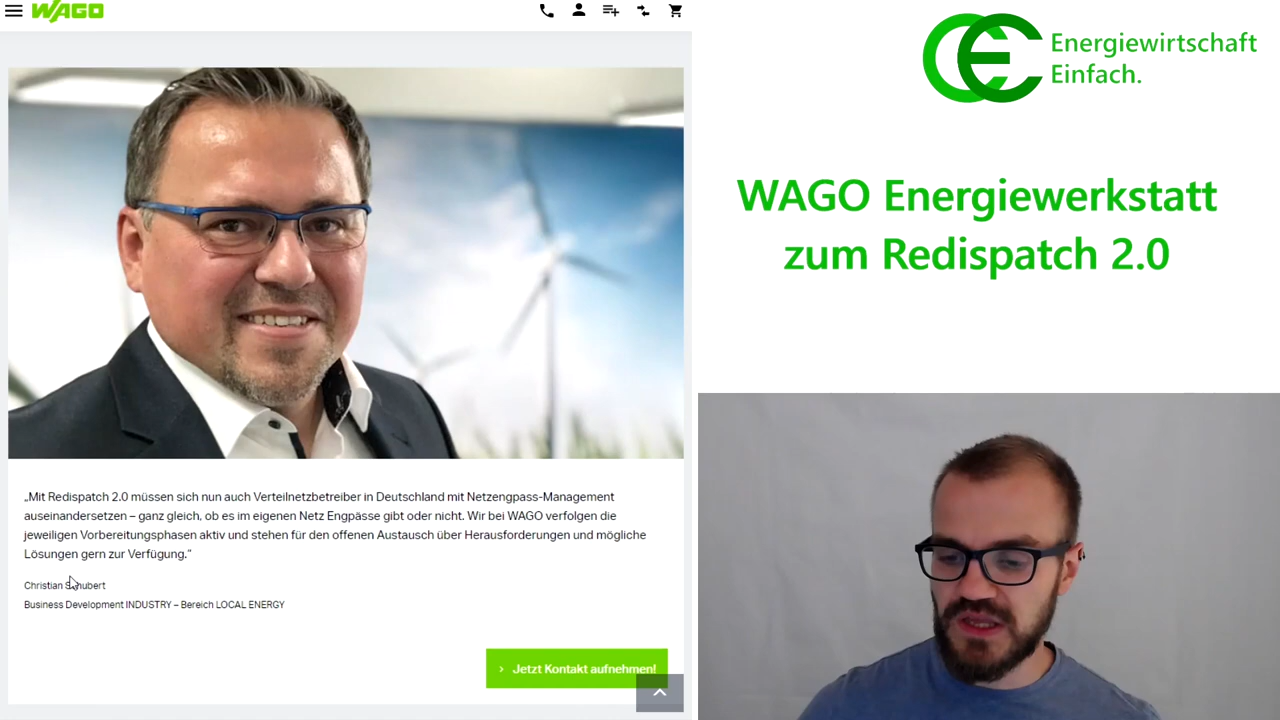 WAGO
„Mit Redispatch 2.0 müssen sich nun auch Verteilnetzbetreiber in Deutschland mit Netzengpass-Management
auseinandersetzen – ganz gleich, ob es im eigenen Netz Engpässe gibt oder nicht. Wir bei WAGO verfolgen die
jeweiligen Vorbereitungsphasen aktiv und stehen für den offenen Austausch über Herausforderungen und mögliche
Lösungen gern zur Verfügung.“
Christian Schubert
Business Development INDUSTRY – Bereich LOCAL ENERGY
Jetzt Kontakt aufnehmen!
Energiewirtschaft
Einfach.
WAGO Energiewerkstatt
zum Redispatch 2.0